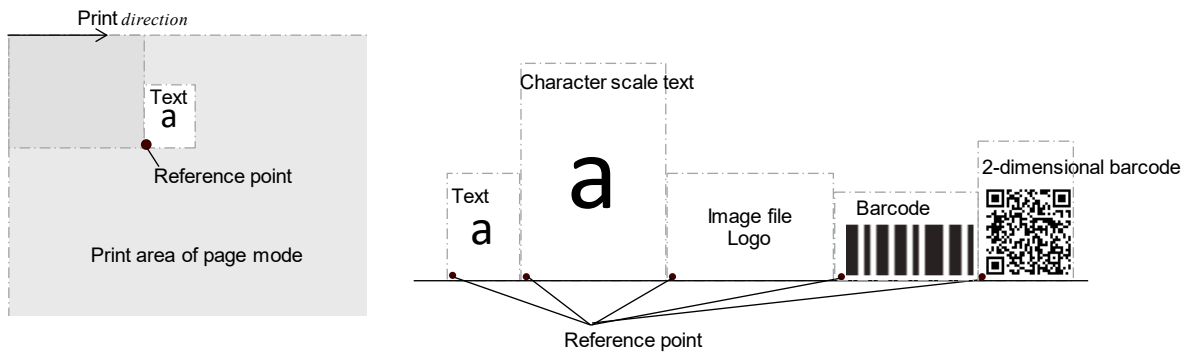 Print direction
Text
a
Reference point
Print area of page mode
Character scale text
a
Text
a
Image file
Logo
Barcode
2-dimensional barcode
Reference point